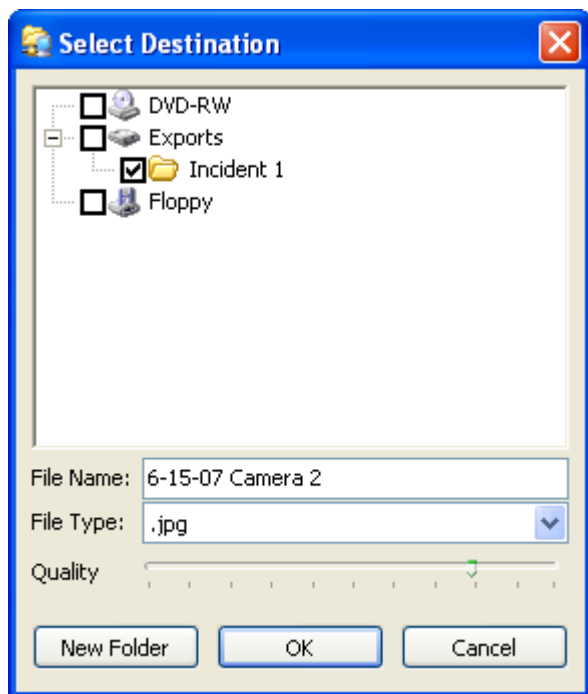 Select Destination
DVD-RW
Exports
Incident 1
Floppy
File Name: 6-15-07 Camera 2
File Type: .jpg
Quality
New Folder OK Cancel